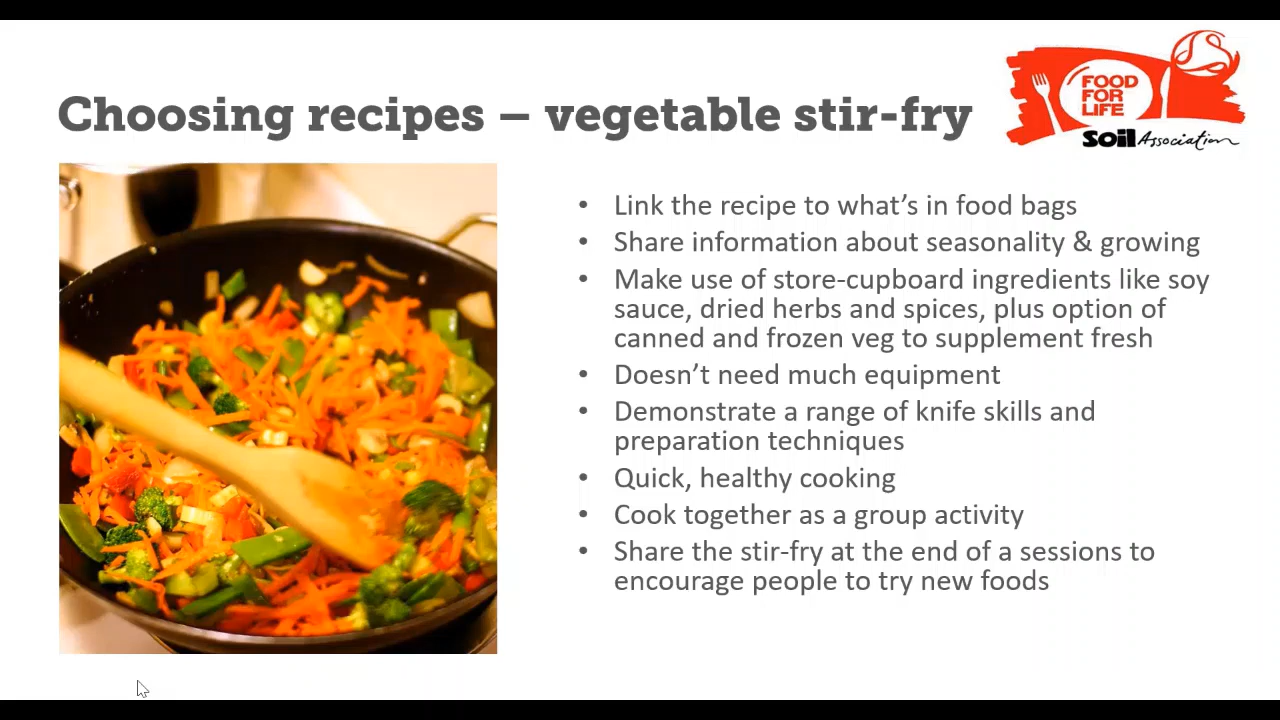 Choosing recipes – vegetable stir-fry
FOOD
FOR
LIFE
Soil Association
• Link the recipe to what’s in food bags
• Share information about seasonality & growing
• Make use of store-cupboard ingredients like soy
sauce, dried herbs and spices, plus option of
canned and frozen veg to supplement fresh
• Doesn’t need much equipment
• Demonstrate a range of knife skills and
preparation techniques
• Quick, healthy cooking
• Cook together as a group activity
• Share the stir-fry at the end of a sessions to
encourage people to try new foods